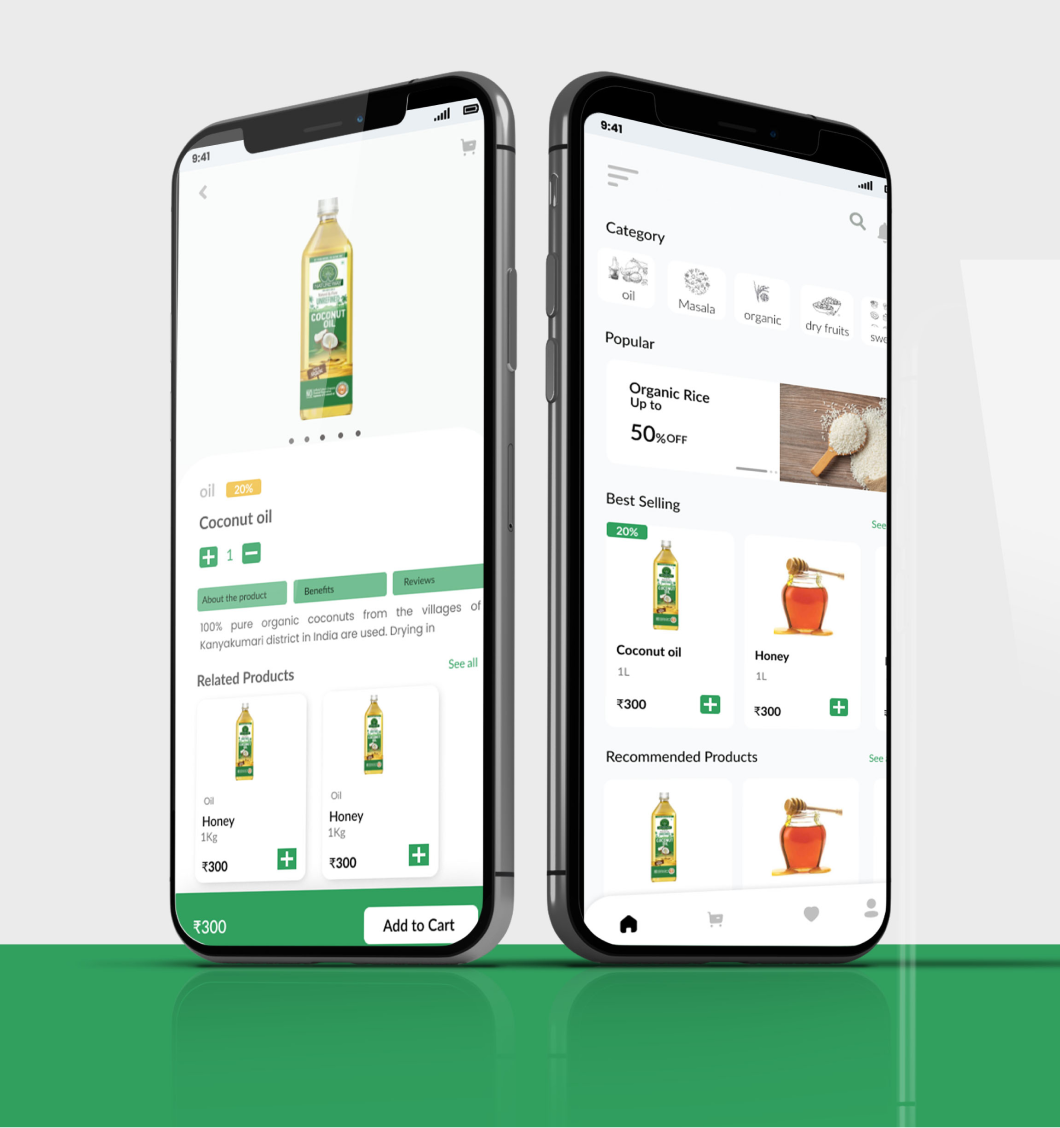 9:41
UNREFINED
COCONUT
OIL
oil
20%
Coconut oil
1
About the product
Benefits
Reviews
100% pure organic coconuts from the villages of
Kanyakumari district in India are used. Drying in
Related Products
See all
Oil
Honey
1Kg
₹300
Oil
Honey
1Kg
₹300
₹300
Add to Cart
9:41
Category
oil
Masala
organic
dry fruits
swe
Popular
Organic Rice
Up to
50%OFF
Best Selling
See
20%
Coconut oil
1L
₹300
Honey
1L
₹300
Recommended Products
See